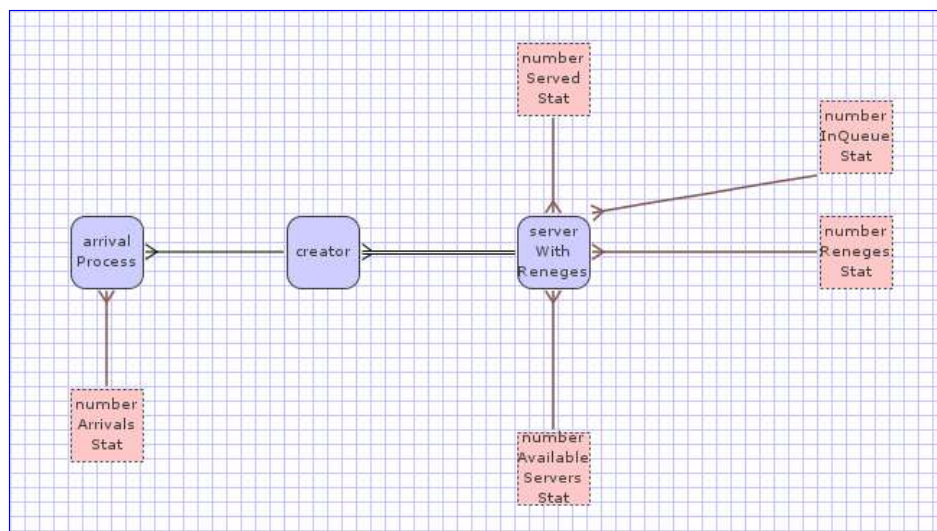 number
Served
Stat
number
InQueue
Stat
arrival
Process
creator
server
With
Reneges
number
Reneges
Stat
number
Arrivals
Stat
number
Available
Servers
Stat